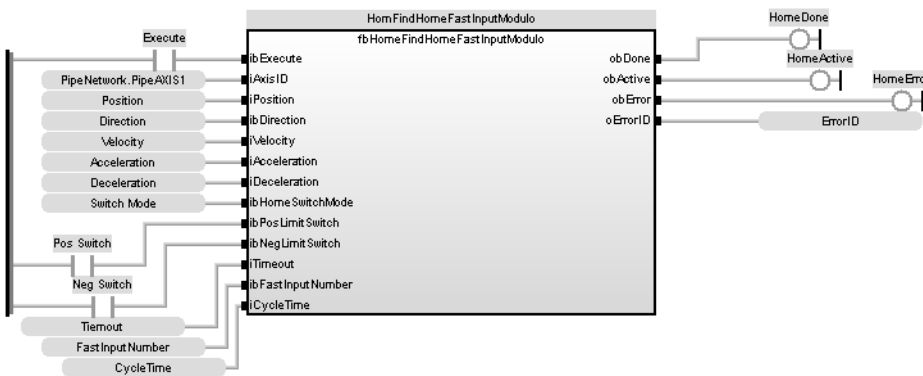 HomFindHomeFastInputModulo
fbHomeFindHomeFastInputModulo
HomeDone
Execute
ibExecute
obDone
HomeActive
PipeNetwork.PipeAXIS1
iAxisID
obActive
HomeErro
Position
iPosition
obError
Direction
ibDirection
oErrorID
ErrorID
Velocity
iVelocity
Acceleration
iAcceleration
Deceleration
iDeceleration
Switch Mode
ibHomeSwitchMode
ibPosLimitSwitch
Pos Switch
ibNegLimitSwitch
iTimeout
Neg Switch
ibFastInputNumber
iCycleTime
Tiemout
FastInputNumber
CycleTime